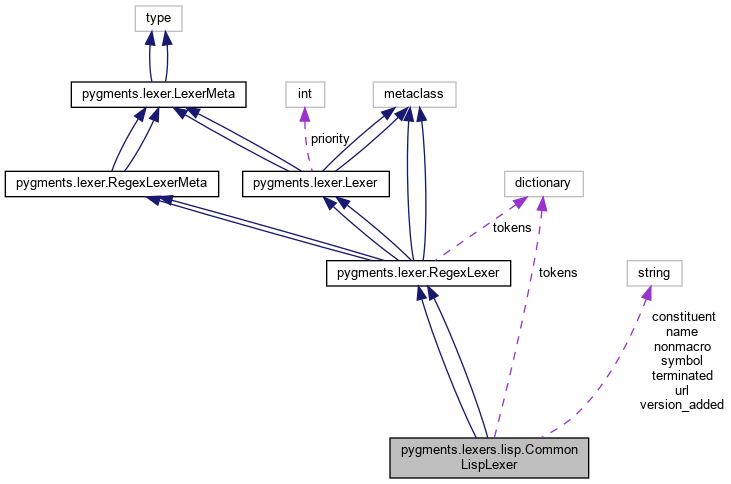 type
pygments.lexer.LexerMeta
int
metaclass
priority
pygments.lexer.RegexLexerMeta
pygments.lexer.Lexer
dictionary
tokens
pygments.lexer.RegexLexer
tokens
string
constituent
name
nonmacro
symbol
terminated
url
version_added
pygments.lexers.lisp.Common
LispLexer